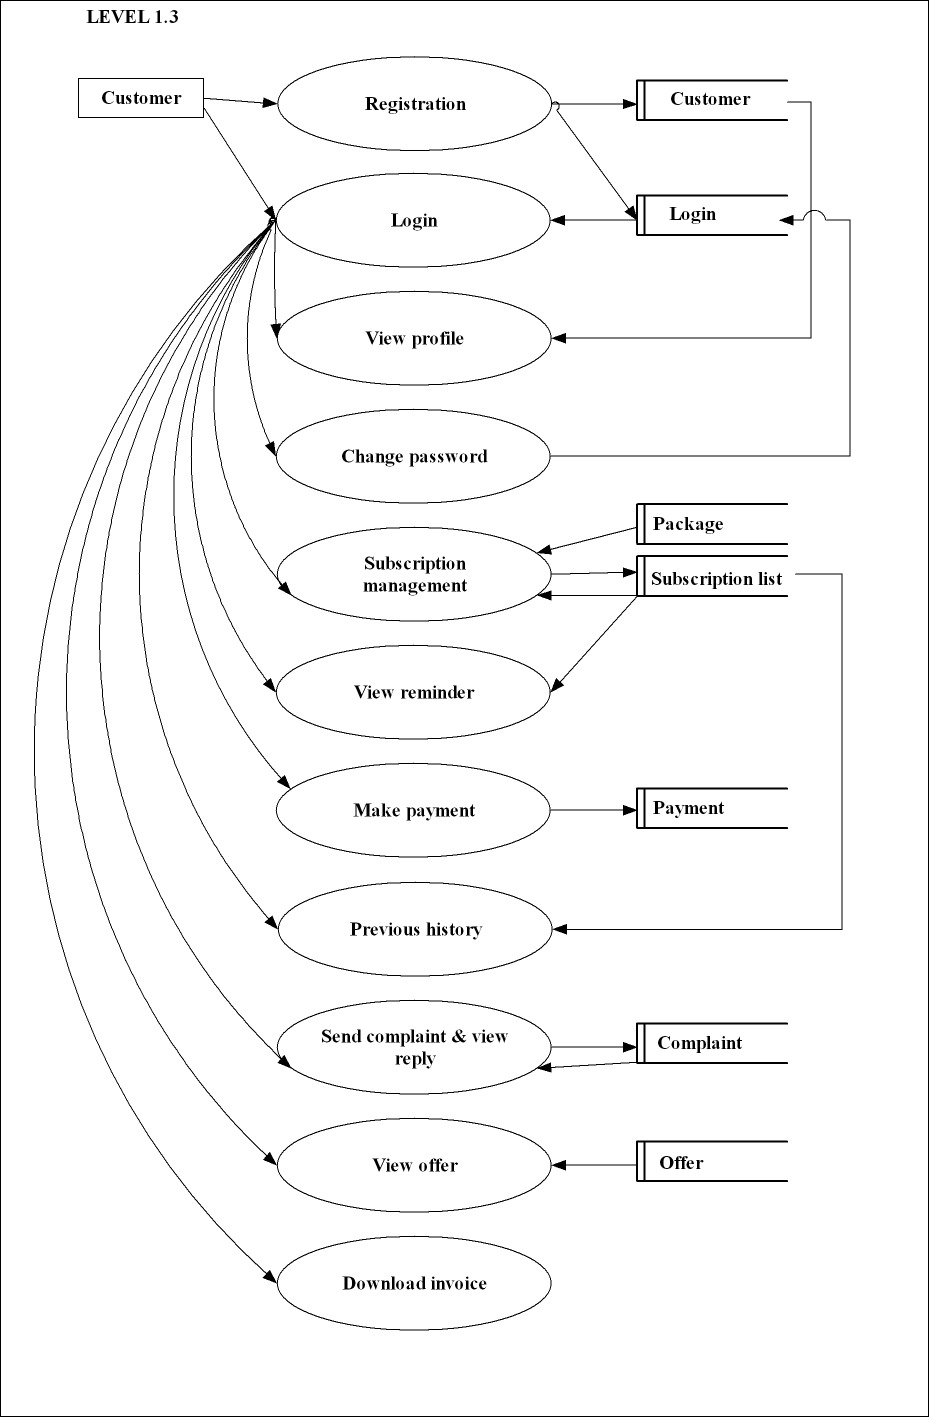 LEVEL 1.3
Customer
Registration
Customer
Login
Login
View profile
Change password
Package
Subscription
management
Subscription list
View reminder
Make payment
Payment
Previous history
Send complaint & view
reply
Complaint
View offer
Offer
Download invoice